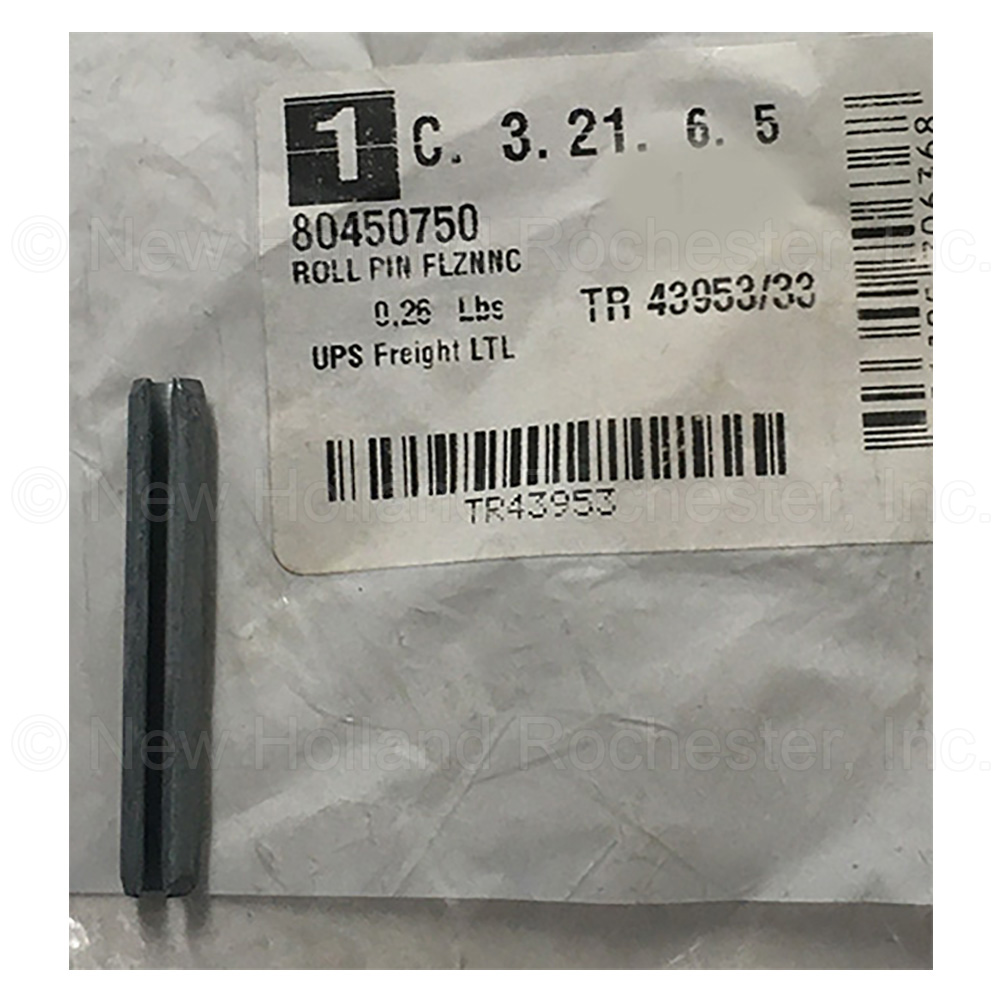 1 C. 3. 21. 6. 5
80450750
ROLL PIN FLZNNC
0.26 Lbs
TR 43953/33
UPS Freight LTL
TR43953
© New Holland Rochester, Inc.
© New Holland Rochester, Inc.
© New Holland Rochester, Inc.